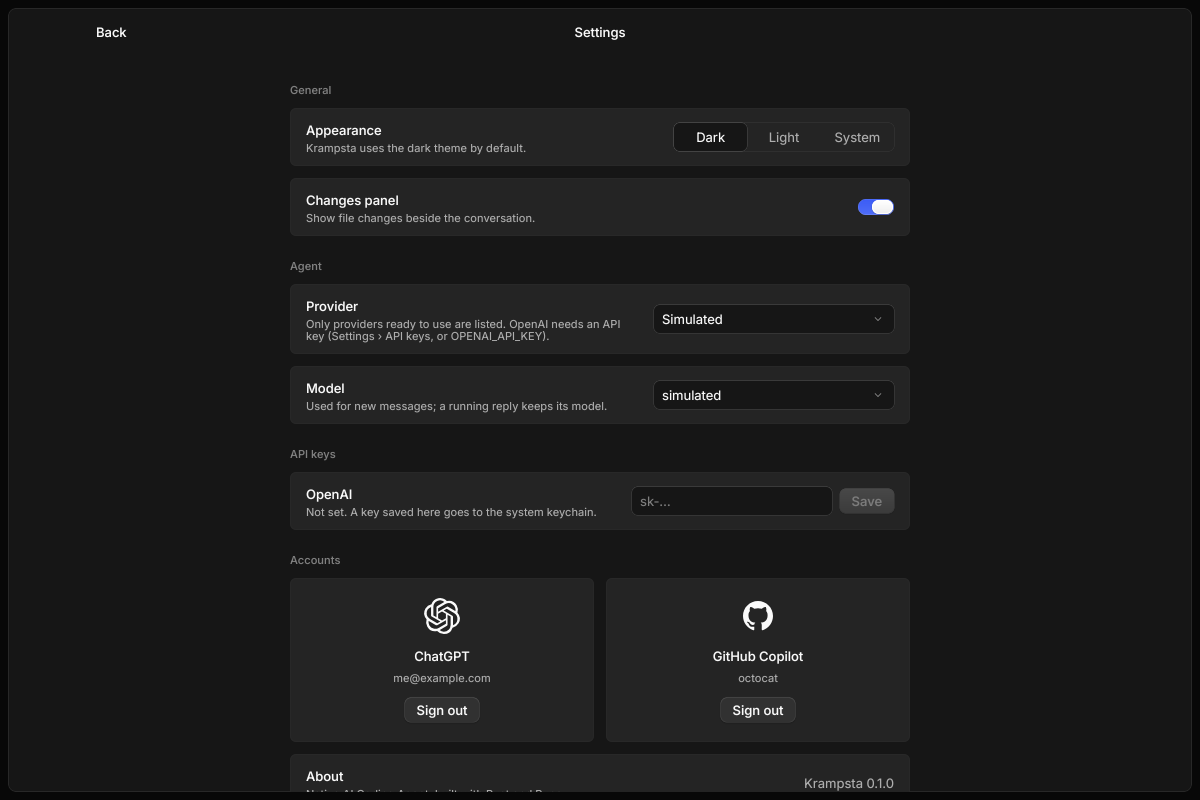 Back
Settings
General
Appearance
Krampsta uses the dark theme by default.
Dark
Light
System
Changes panel
Show file changes beside the conversation.
Agent
Provider
Only providers ready to use are listed. OpenAI needs an API
key (Settings › API keys, or OPENAI_API_KEY).
Simulated
Model
Used for new messages; a running reply keeps its model.
simulated
API keys
OpenAI
Not set. A key saved here goes to the system keychain.
sk-...
Save
Accounts
ChatGPT
me@example.com
Sign out
GitHub Copilot
octocat
Sign out
About
Krampsta 0.1.0